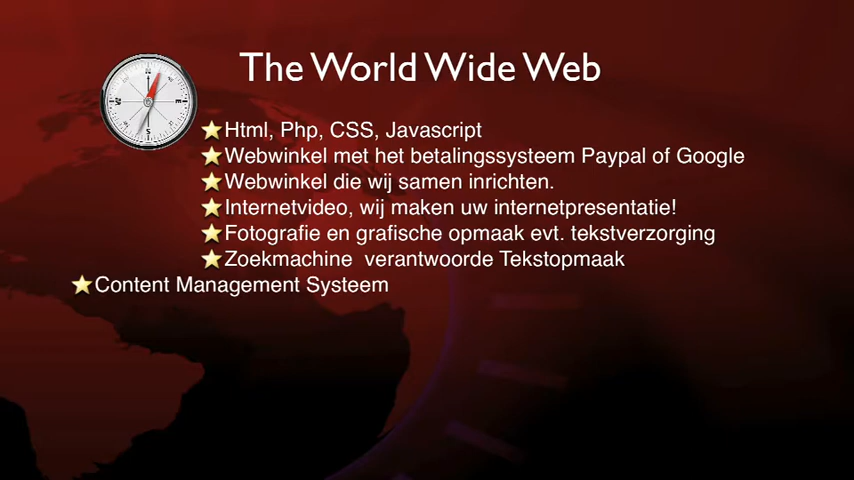 The World Wide Web
Html, Php, CSS, Javascript
Webwinkel met het betalingssysteem Paypal of Google
Webwinkel die wij samen inrichten.
Internetvideo, wij maken uw internetpresentatie!
Fotografie en grafische opmaak evt. tekstverzorging
Zoekmachine  verantwoorde Tekstopmaak
Content Management Systeem